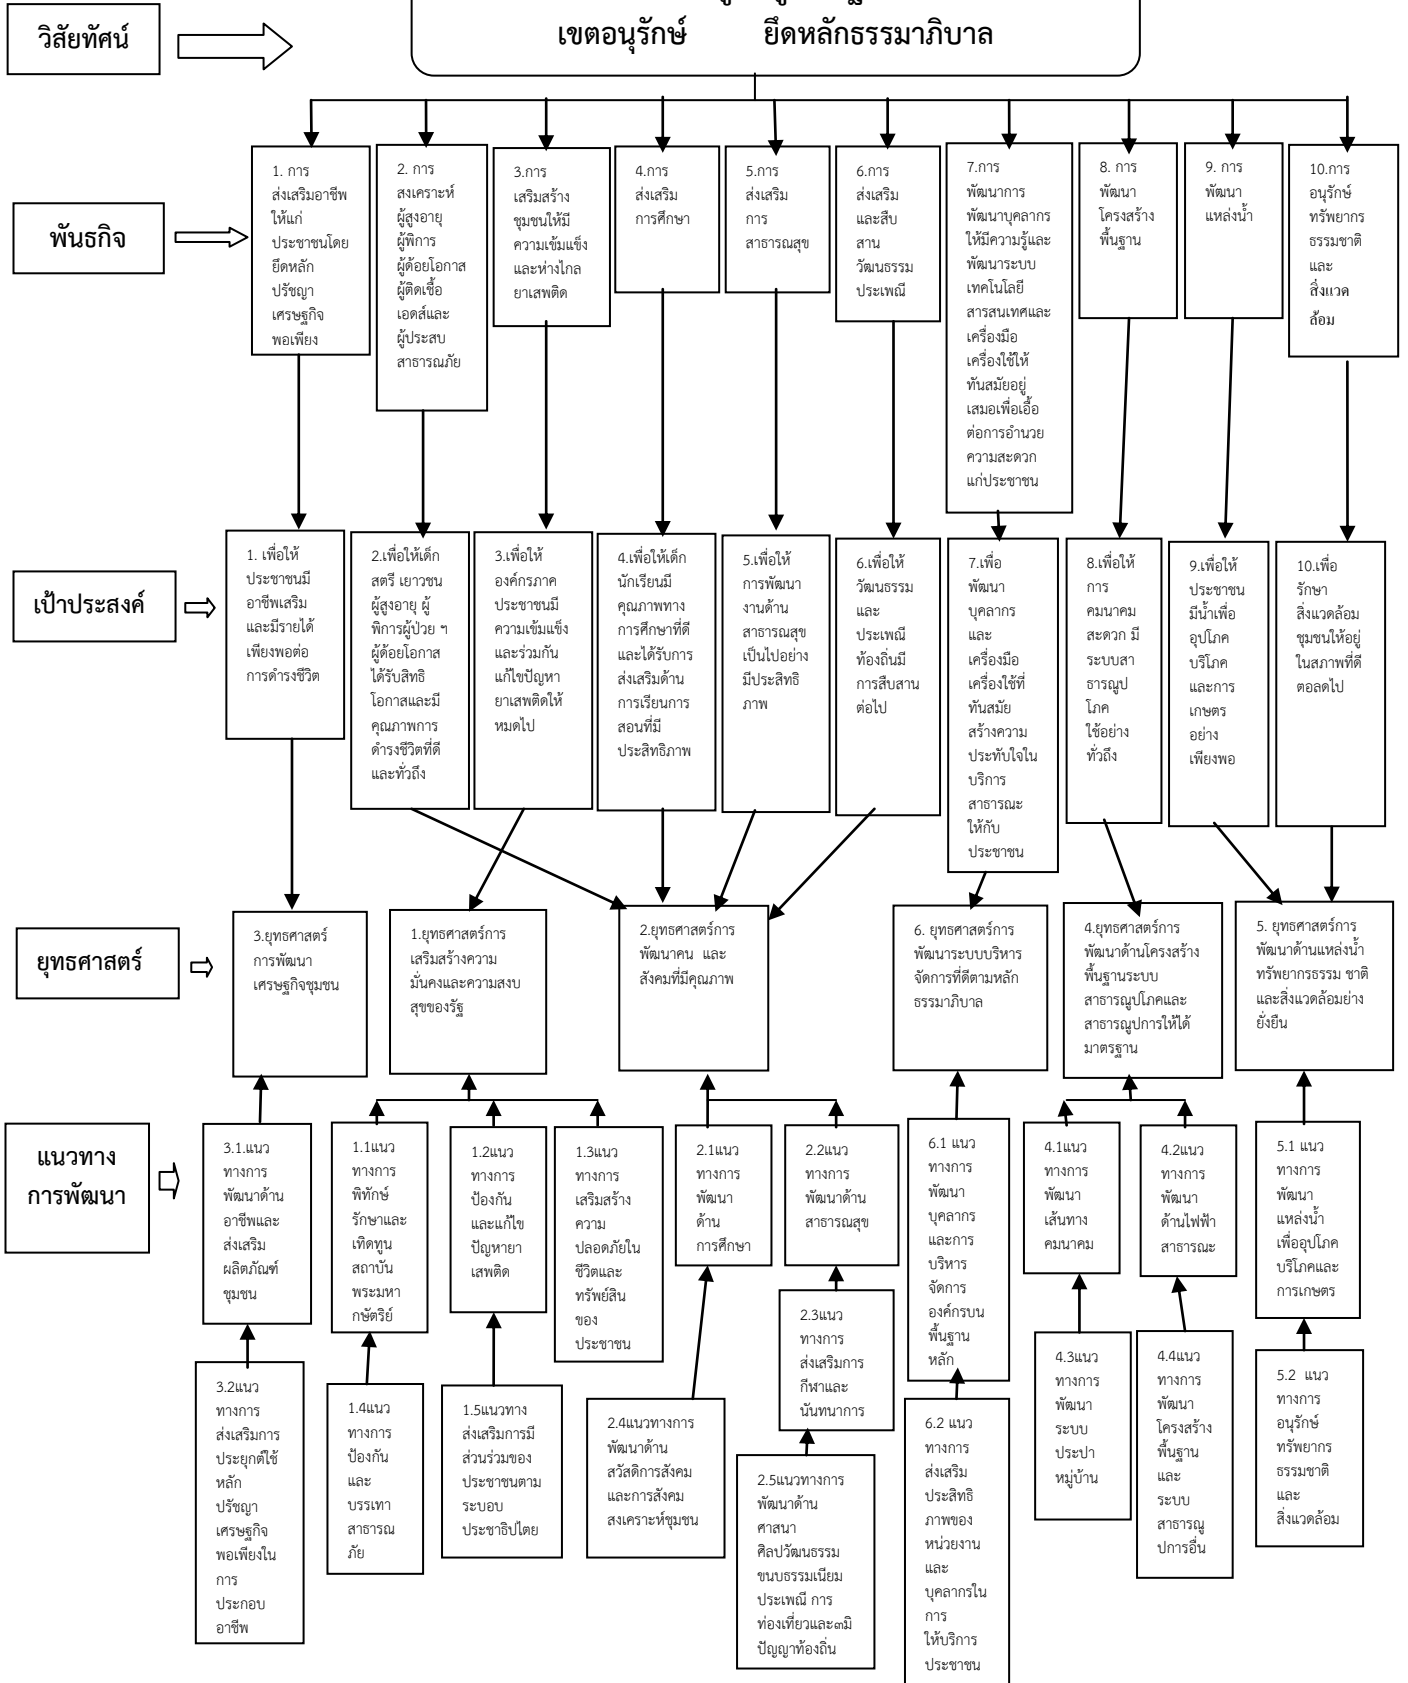 วิสัยทัศน์
เขตอนุรักษ์ ยึดหลักธรรมาภิบาล
พันธกิจ
1. การ
ส่งเสริมอาชีพ
ให้แก่
ประชาชนโดย
ยึดหลัก
ปรัชญา
เศรษฐกิจ
พอเพียง
2. การ
สงเคราะห์
ผู้สูงอายุ
ผู้พิการ
ผู้ด้อยโอกาส
ผู้ติดเชื้อ
เอดส์และ
ผู้ประสบ
สาธารณภัย
3.การ
เสริมสร้าง
ชุมชนให้มี
ความเข้มแข็ง
และห่างไกล
ยาเสพติด
4.การ
ส่งเสริม
การศึกษา
5.การ
ส่งเสริม
การ
สาธารณสุข
6.การ
ส่งเสริม
และสืบ
สาน
วัฒนธรรม
ประเพณี
7.การ
พัฒนาการ
พัฒนาบุคลากร
ให้มีความรู้และ
พัฒนาระบบ
เทคโนโลยี
สารสนเทศและ
เครื่องมือ
เครื่องใช้ให้
ทันสมัยอยู่
เสมอเพื่อเอื้อ
ต่อการอำนวย
ความสะดวก
แก่ประชาชน
8. การ
พัฒนา
โครงสร้าง
พื้นฐาน
9. การ
พัฒนา
แหล่งน้ำ
10.การ
อนุรักษ์
ทรัพยากร
ธรรมชาติ
และ
สิ่งแวด
ล้อม
เป้าประสงค์
1. เพื่อให้
ประชาชนมี
อาชีพเสริม
และมีรายได้
เพียงพอต่อ
การดำรงชีวิต
2.เพื่อให้เด็ก
สตรี เยาวชน
ผู้สูงอายุ ผู้
พิการผู้ป่วย ฯ
ผู้ด้อยโอกาส
ได้รับสิทธิ
โอกาสและมี
คุณภาพการ
ดำรงชีวิตที่ดี
และทั่วถึง
3.เพื่อให้
องค์กรภาค
ประชาชนมี
ความเข้มแข็ง
และร่วมกัน
แก้ไขปัญหา
ยาเสพติดให้
หมดไป
4.เพื่อให้เด็ก
นักเรียนมี
คุณภาพทาง
การศึกษาที่ดี
และได้รับการ
ส่งเสริมด้าน
การเรียนการ
สอนที่มี
ประสิทธิภาพ
5.เพื่อให้
การพัฒนา
งานด้าน
สาธารณสุข
เป็นไปอย่าง
มีประสิทธิ
ภาพ
6.เพื่อให้
วัฒนธรรม
และ
ประเพณี
ท้องถิ่นมี
การสืบสาน
ต่อไป
7.เพื่อ
พัฒนา
บุคลากร
และ
เครื่องมือ
เครื่องใช้ที่
ทันสมัย
สร้างความ
ประทับใจใน
บริการ
สาธารณะ
ให้กับ
ประชาชน
8.เพื่อให้
การ
คมนาคม
สะดวก มี
ระบบสา
ธารณูป
โภค
ใช้อย่าง
ทั่วถึง
9.เพื่อให้
ประชาชน
มีน้ำเพื่อ
อุปโภค
บริโภค
และการ
เกษตร
อย่าง
เพียงพอ
10.เพื่อ
รักษา
สิ่งแวดล้อม
ชุมชนให้อยู่
ในสภาพที่ดี
ตอลดไป
ยุทธศาสตร์
3.ยุทธศาสตร์
การพัฒนา
เศรษฐกิจชุมชน
1.ยุทธศาสตร์การ
เสริมสร้างความ
มั่นคงและความสงบ
สุขของรัฐ
2.ยุทธศาสตร์การ
พัฒนาคน และ
สังคมที่มีคุณภาพ
6. ยุทธศาสตร์การ
พัฒนาระบบบริหาร
จัดการที่ดีตามหลัก
ธรรมาภิบาล
4.ยุทธศาสตร์การ
พัฒนาด้านโครงสร้าง
พื้นฐานระบบ
สาธารณูปโภคและ
สาธารณูปการให้ได้
มาตรฐาน
5. ยุทธศาสตร์การ
พัฒนาด้านแหล่งน้ำ
ทรัพยากรธรรม ชาติ
และสิ่งแวดล้อมย่าง
ยั่งยืน
แนวทาง
การพัฒนา
3.1.แนว
ทางการ
พัฒนาด้าน
อาชีพและ
ส่งเสริม
ผลิตภัณฑ์
ชุมชน
1.1แนว
ทางการ
พิทักษ์
รักษาและ
เทิดทูน
สถาบัน
พระมหา
กษัตริย์
1.2แนว
ทางการ
ป้องกัน
และแก้ไข
ปัญหายา
เสพติด
1.3แนว
ทางการ
เสริมสร้าง
ความ
ปลอดภัยใน
ชีวิตและ
ทรัพย์สิน
ของ
ประชาชน
2.1แนว
ทางการ
พัฒนา
ด้าน
การศึกษา
2.2แนว
ทางการ
พัฒนาด้าน
สาธารณสุข
6.1 แนว
ทางการ
พัฒนา
บุคลากร
และการ
บริหาร
จัดการ
องค์กรบน
พื้นฐาน
หลัก
4.1แนว
ทางการ
พัฒนา
เส้นทาง
คมนาคม
4.2แนว
ทางการ
พัฒนา
ด้านไฟฟ้า
สาธารณะ
5.1 แนว
ทางการ
พัฒนา
แหล่งน้ำ
เพื่ออุปโภค
บริโภคและ
การเกษตร
3.2แนว
ทางการ
ส่งเสริมการ
ประยุกต์ใช้
หลัก
ปรัชญา
เศรษฐกิจ
พอเพียงใน
การ
ประกอบ
อาชีพ
1.4แนว
ทางการ
ป้องกัน
และ
บรรเทา
สาธารณ
ภัย
1.5แนวทาง
ส่งเสริมการมี
ส่วนร่วมของ
ประชาชนตาม
ระบอบ
ประชาธิปไตย
2.4แนวทางการ
พัฒนาด้าน
สวัสดิการสังคม
และการสังคม
สงเคราะห์ชุมชน
2.3แนว
ทางการ
ส่งเสริมการ
กีฬาและ
นันทนาการ
2.5แนวทางการ
พัฒนาด้าน
ศาสนา
ศิลปวัฒนธรรม
ขนบธรรมเนียม
ประเพณี การ
ท่องเที่ยวและ๓มิ
ปัญญาท้องถิ่น
6.2 แนว
ทางการ
ส่งเสริม
ประสิทธิ
ภาพของ
หน่วยงาน
และ
บุคลากรใน
การ
ให้บริการ
ประชาชน
4.3แนว
ทางการ
พัฒนา
ระบบ
ประปา
หมู่บ้าน
4.4แนว
ทางการ
พัฒนา
โครงสร้าง
พื้นฐาน
และ
ระบบ
สาธารณู
ปการอื่น
5.2 แนว
ทางการ
อนุรักษ์
ทรัพยากร
ธรรมชาติ
และ
สิ่งแวดล้อม